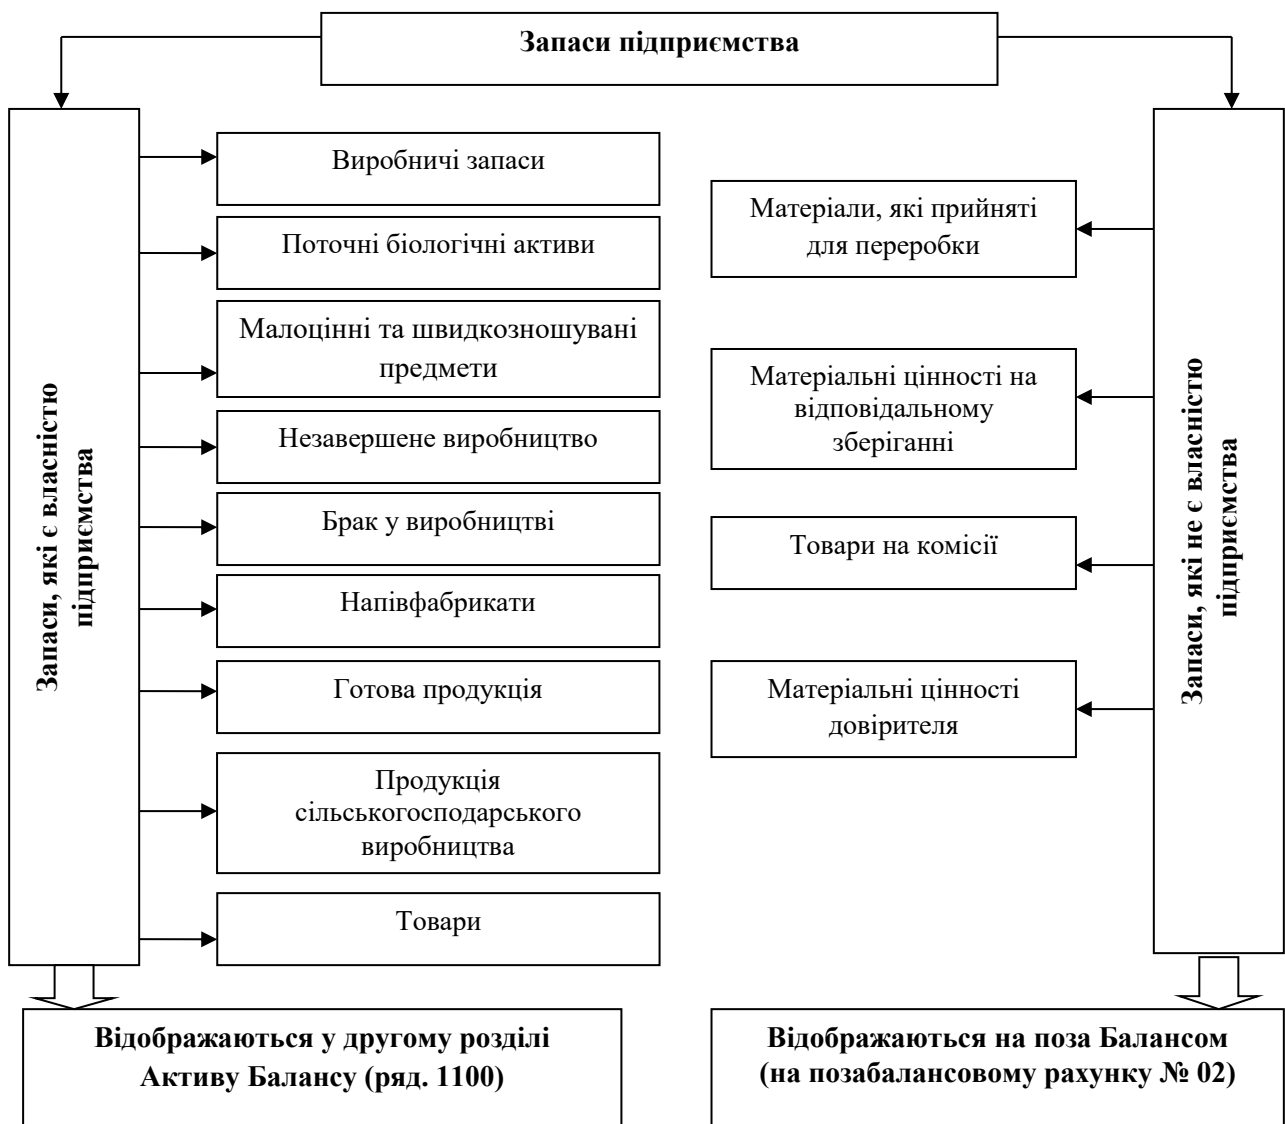 Запаси підприємства
Запаси, які є власністю
підприємства
Виробничі запаси
Поточні біологічні активи
Малоцінні та швидкозношувані
предмети
Незавершене виробництво
Брак у виробництві
Напівфабрикати
Готова продукція
Продукція
сільськогосподарського
виробництва
Товари
Матеріали, які прийняті
для переробки
Матеріальні цінності на
відповідальному
зберіганні
Товари на комісії
Матеріальні цінності
довірителя
Запаси, які не є власністю
підприємства
Відображаються у другому розділі
Активу Балансу (ряд. 1100)
Відображаються на поза Балансом
(на позабалансовому рахунку № 02)